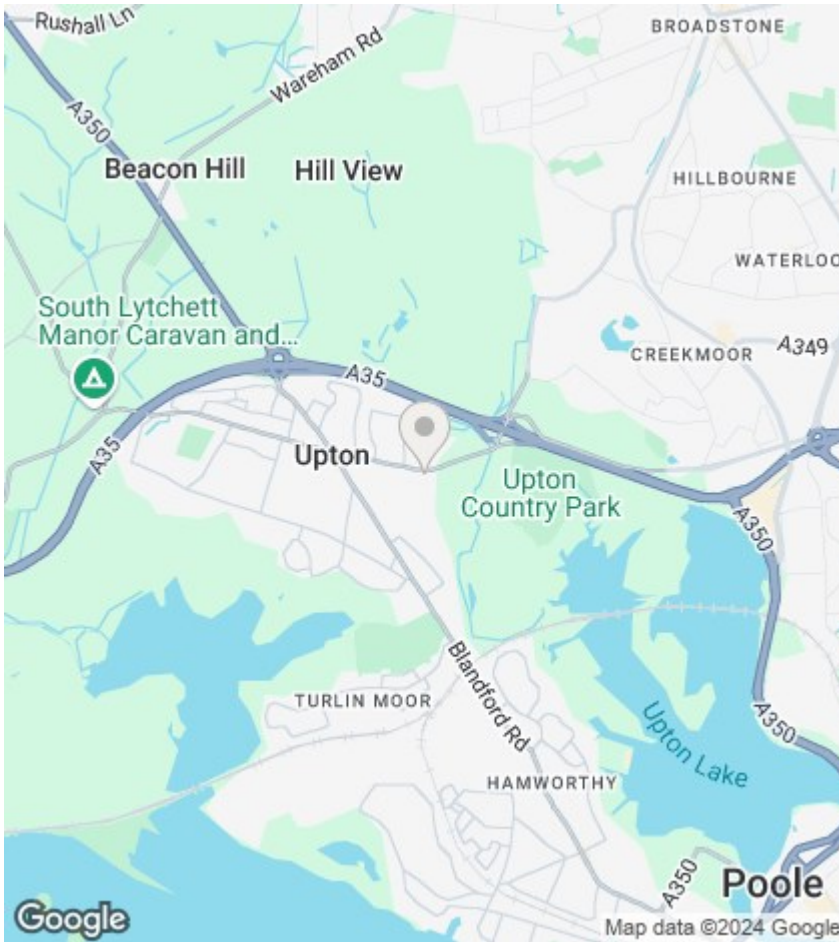 Rushall Ln
BROADSTONE
Wareham Rd
A350
Beacon Hill
Hill View
HILLBOURNE
WATERLOO
South Lytchett
Manor Caravan and...
A349
CREEKMOOR
A35
A35
Upton
Upton
Country Park
A350
Blandford Rd
TURLIN MOOR
A350
Upton Lake
HAMWORTHY
A350
Poole
Google
Map data ©2024 Google